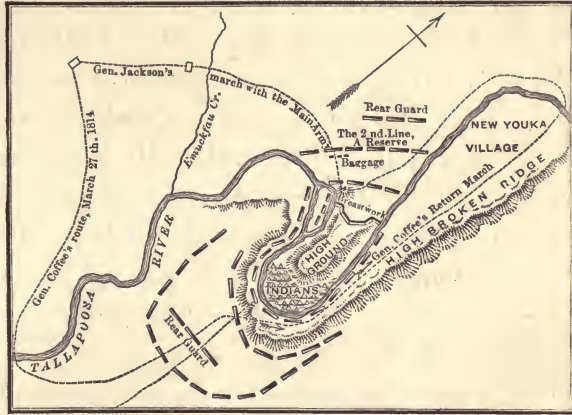 Gen. Jackson's
march with the Main Army
Emuckfau Cr.
Gen. Coffee's route, March 27 th. 1814
Rear Guard
The 2 nd. Line,
A Reserve
Baggage
Breastwork
NEW YOUKA
VILLAGE
Gen. Coffee's Return March
HIGH BROKEN RIDGE
HIGH
GROUND
INDIANS
TALLAPOOSA RIVER
Rear Guard